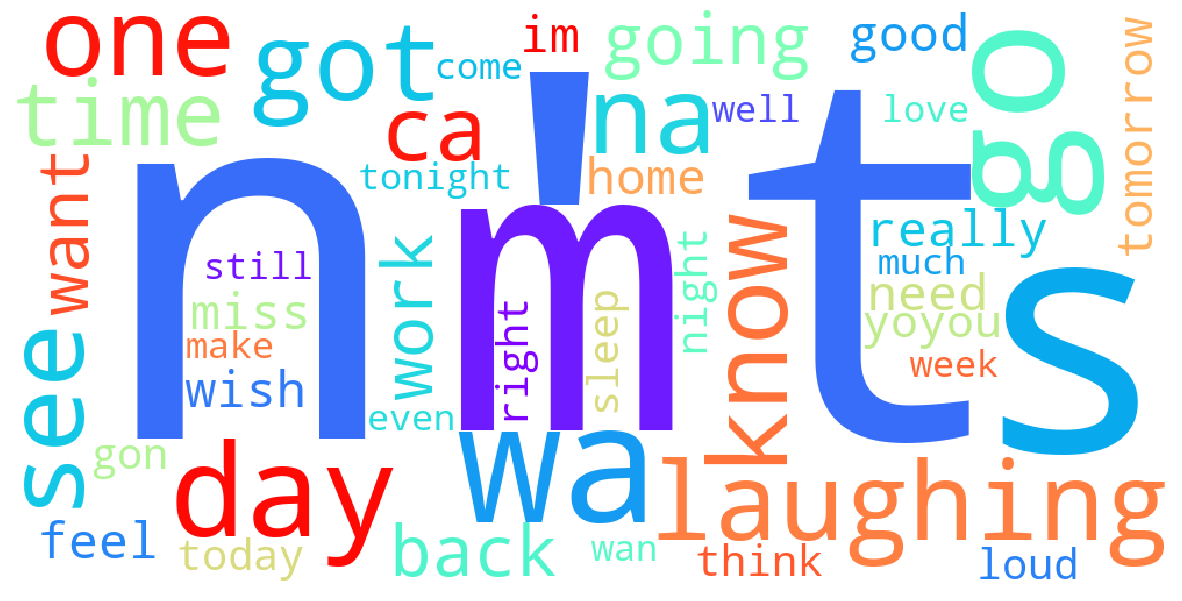 one
got
im
going
good
tomorrow
come
go
time
ca
na
well
love
n't
'm
's
tonight
home
want
really
know
much
still
work
night
need
miss
right
sleep
yoyou
make
week
see
wish
even
gon
day
wa
laughing
feel
today
back
wan
think
loud